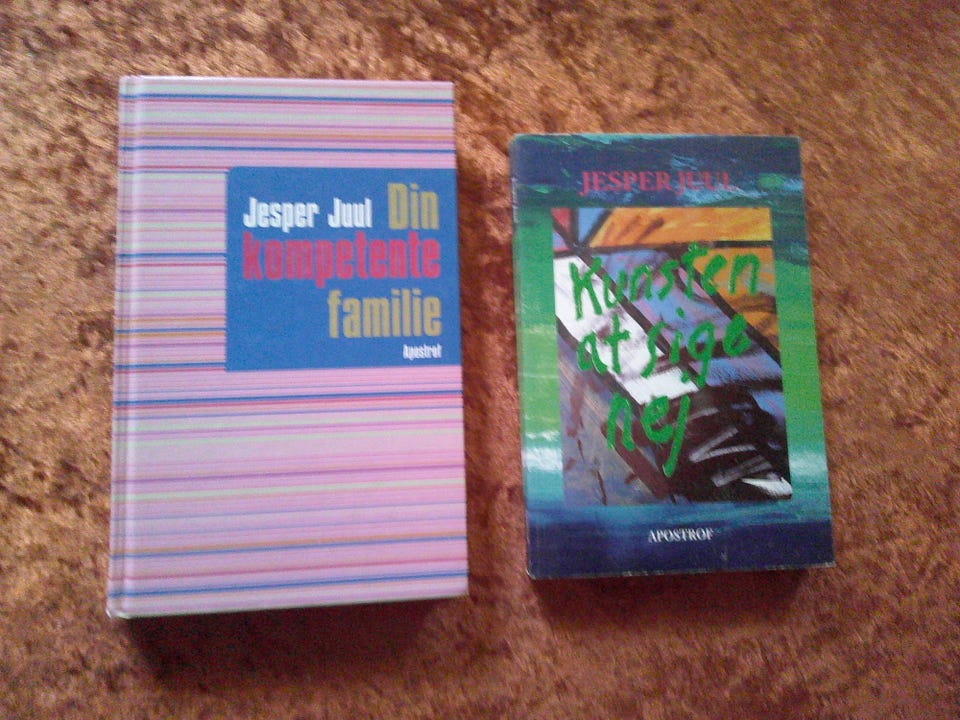 Jesper Juul Din
kompetente
familie
Apostrof
JESPER JUUL
Kunsten
at sige
nej
APOSTROF